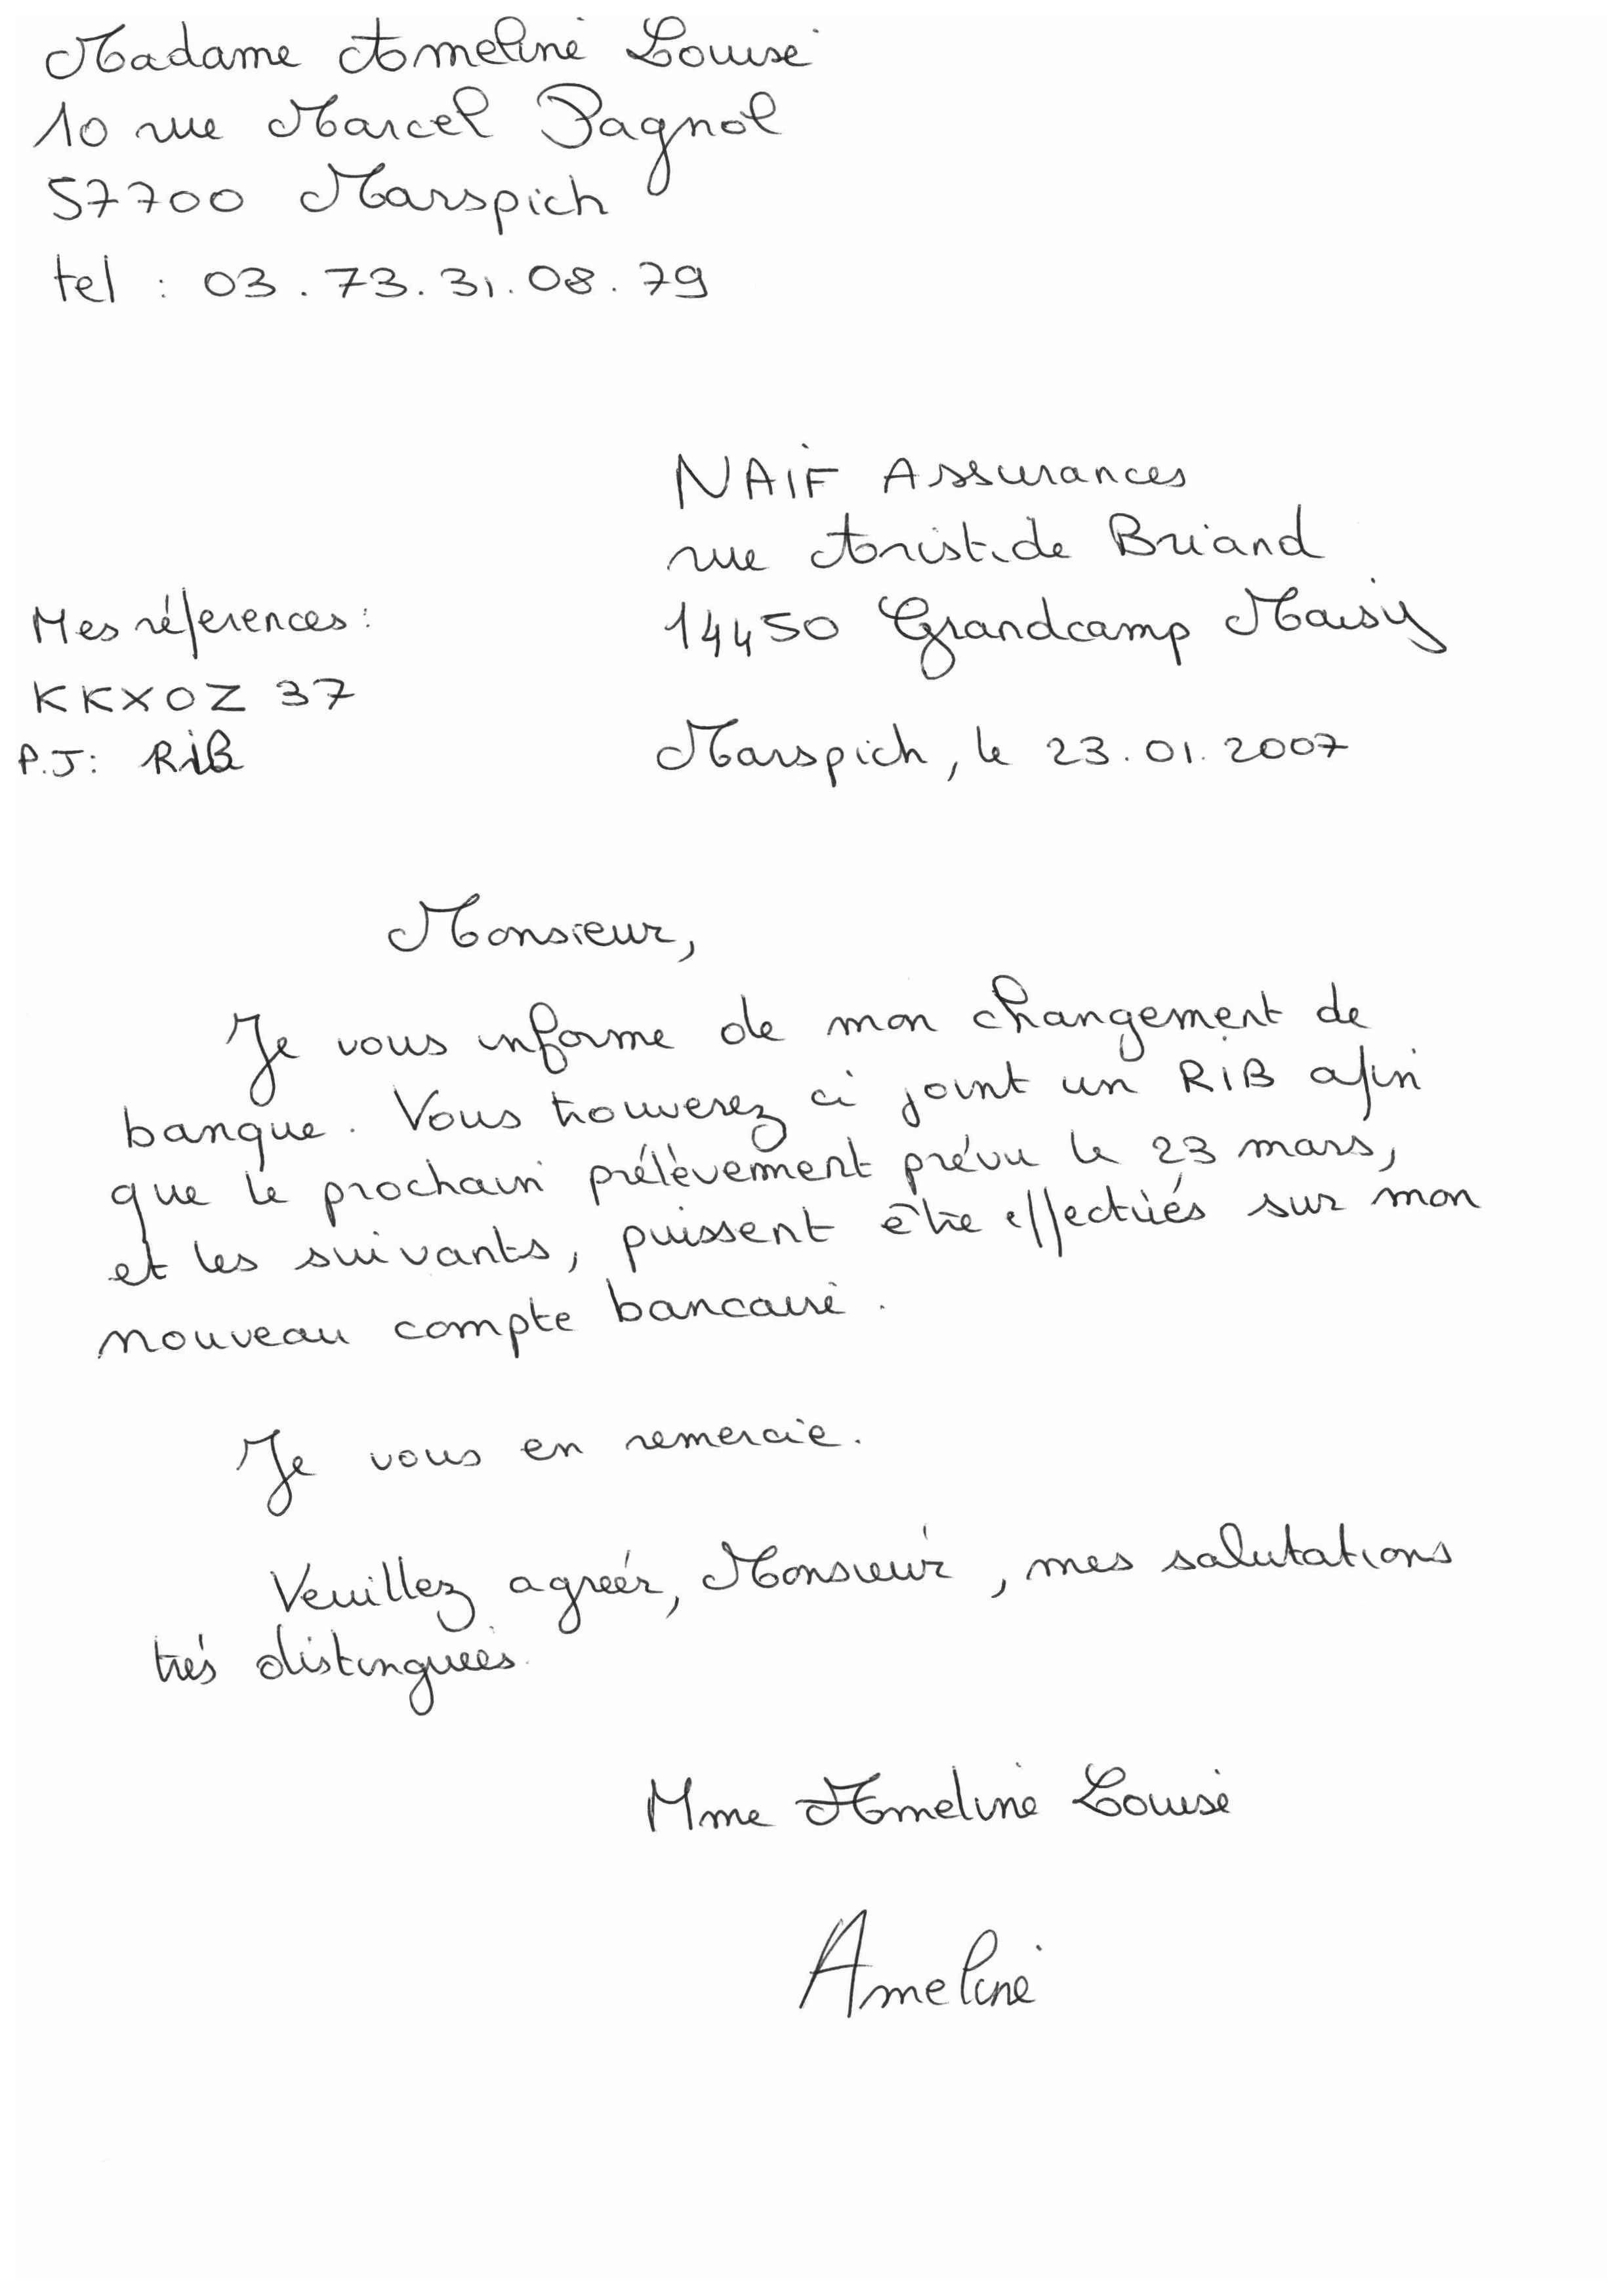 Madame Ameline Louise
10 rue Marcel Pagnol
57700 Marspich
tel : 03.73.31.08.79
NAIF Assurances
rue Aristide Briand
14450 Grandcamp Maisy
Mes réferences :
KKXOZ 37
P.J : RiB
Marspich, le 23.01.2007
Monsieur,
Je vous informe de mon changement de
banque. Vous trouverez ci joint un RIB afin
que le prochain prélèvement prévu le 23 mars,
et les suivants, puissent être effectués sur mon
nouveau compte bancaire.
Je vous en remercie.
Veuillez agréer, Monsieur, mes salutations
très distinguées.
Mme Ameline Louise
Ameline